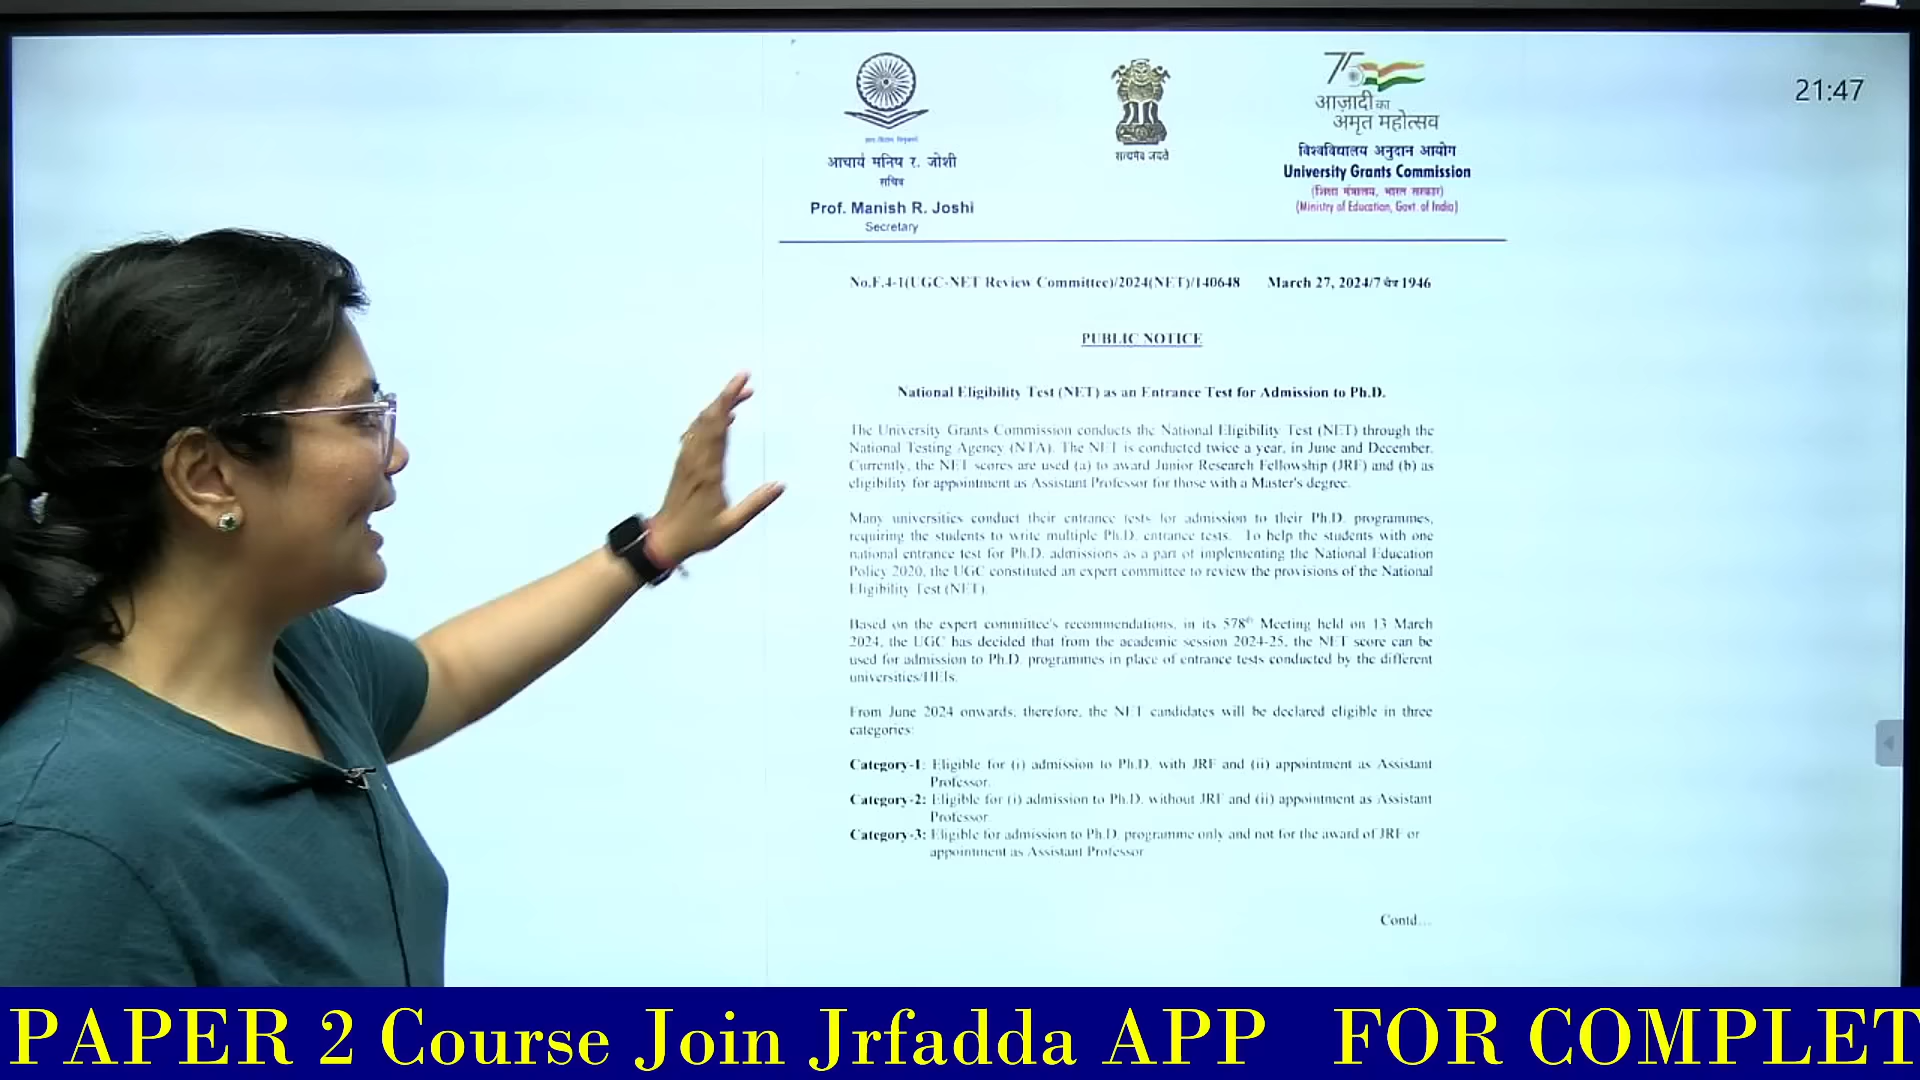 75
आज़ादी का
अमृत महोत्सव
21:47
सत्यमेव जयते
विश्वविद्यालय अनुदान आयोग
University Grants Commission
(शिक्षा मंत्रालय, भारत सरकार)
(Ministry of Education, Govt. of India)
आचार्य मनिष र. जोशी
सचिव
Prof. Manish R. Joshi
Secretary
No.F.4-1(UGC-NET Review Committee)/2024(NET)/140648 March 27, 2024/7 चैत्र 1946
PUBLIC NOTICE
National Eligibility Test (NET) as an Entrance Test for Admission to Ph.D.
The University Grants Commission conducts the National Eligibility Test (NET) through the
National Testing Agency (NTA). The NET is conducted twice a year, in June and December.
Currently, the NET scores are used (a) to award Junior Research Fellowship (JRF) and (b) as
eligibility for appointment as Assistant Professor for those with a Master's degree.
Many universities conduct their entrance tests for admission to their Ph.D. programmes,
requiring the students to write multiple Ph.D. entrance tests. To help the students with one
national entrance test for Ph.D. admissions as a part of implementing the National Education
Policy 2020, the UGC constituted an expert committee to review the provisions of the National
Eligibility Test (NET).
Based on the expert committee's recommendations, in its 578th Meeting held on 13 March
2024, the UGC has decided that from the academic session 2024-25, the NET score can be
used for admission to Ph.D. programmes in place of entrance tests conducted by the different
universities/HEIs.
From June 2024 onwards, therefore, the NET candidates will be declared eligible in three
categories:
Category-1: Eligible for (i) admission to Ph.D. with JRF and (ii) appointment as Assistant
Professor.
Category-2: Eligible for (i) admission to Ph.D. without JRF and (ii) appointment as Assistant
Professor.
Category-3: Eligible for admission to Ph.D. programme only and not for the award of JRF or
appointment as Assistant Professor
Contd...
PAPER 2 Course Join Jrfadda APP FOR COMPLET